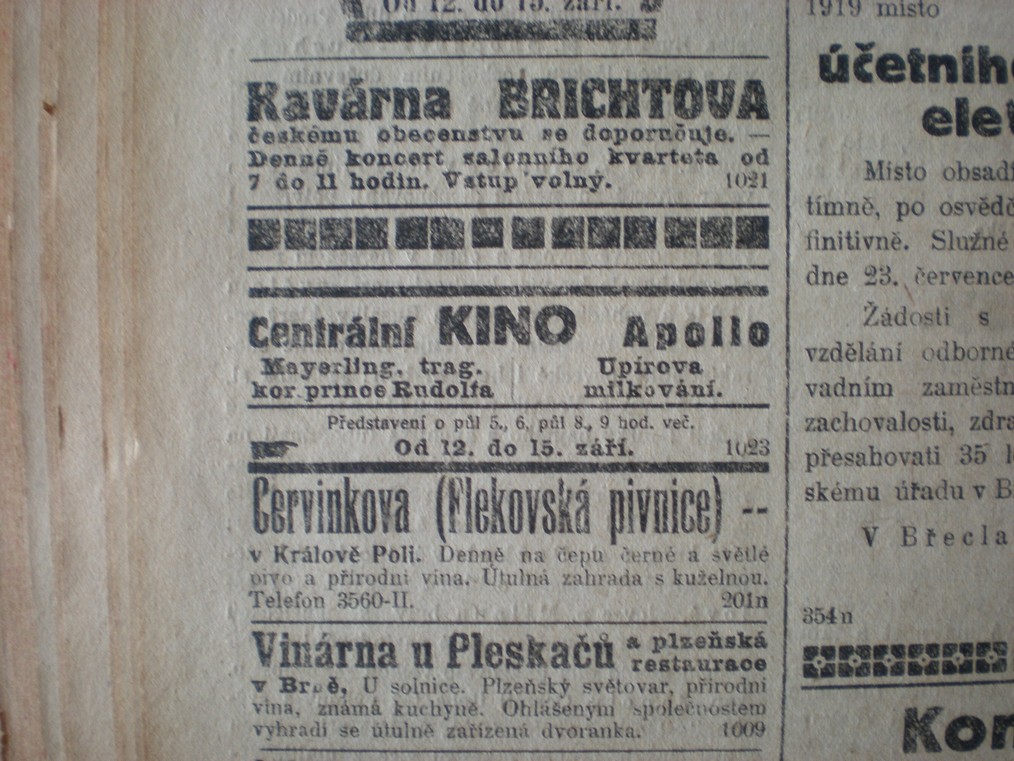 Od 12. do 15. září.
Kavárna BRICHTOVA
českému obecenstvu se doporučuje. —
Denně koncert salonního kvarteta od
7 do 11 hodin. Vstup volný. 1021
Centrální KINO Apollo
Mayerling. trag.
kor. prince Rudolfa
Upírova
milkování.
Představení o půl 5., 6., půl 8., 9 hod. več.
Od 12. do 15. září. 1023
Červinkova (Flekovská pivnice) --
v Králově Poli. Denně na čepu černé a světlé
pivo a přírodní vína. Útulná zahrada s kuželnou.
Telefon 3560-II. 201n
Vinárna u Pleskačů a plzeňská
restaurace
v Brně, U solnice. Plzeňský světovar, přírodní
vína, známá kuchyně. Ohlášeným společnostem
vyhradí se útulně zařízená dvoranka. 1009
1919 místo
účetníh
elet
Místo obsadí
tímně, po osvědč
finitivně. Služné
dne 23. července
Žádosti s
vzdělání odborné
vadním zaměstn
zachovalosti, zdra
přesahovati 35 l
skému úřadu v B
V Břecla
354n
Kon